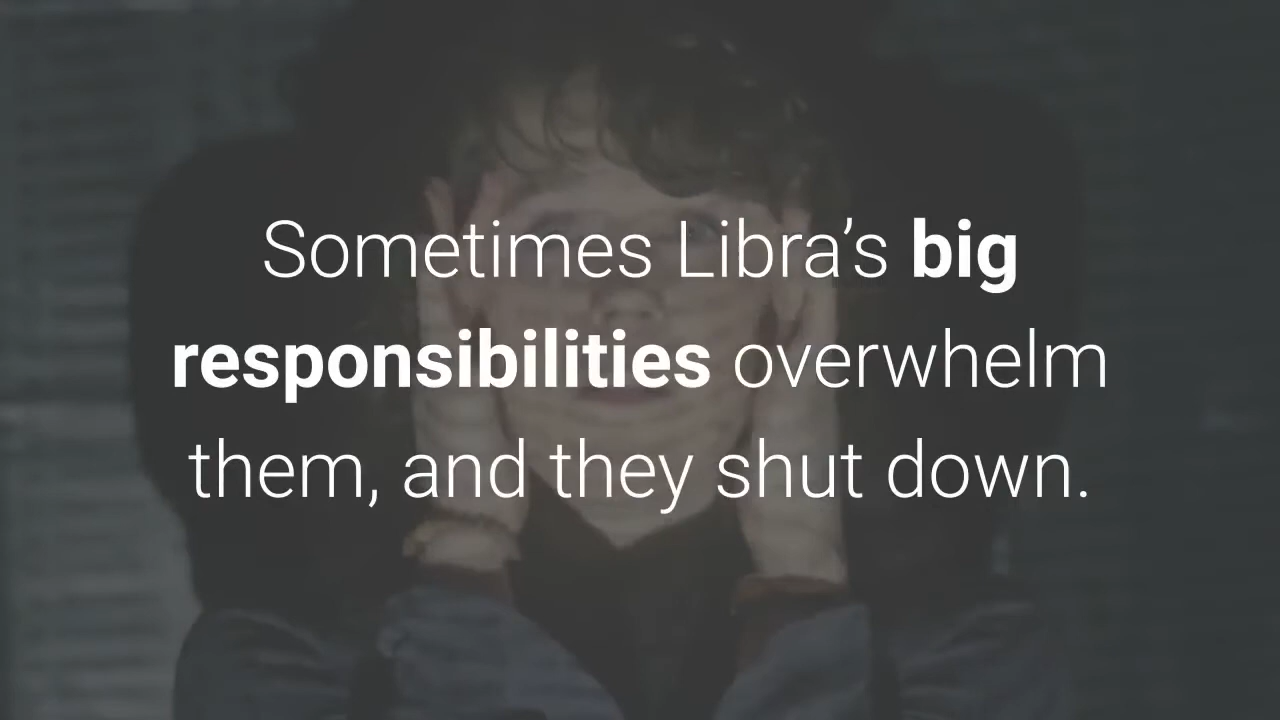 Sometimes Libra’s big
responsibilities overwhelm
them, and they shut down.